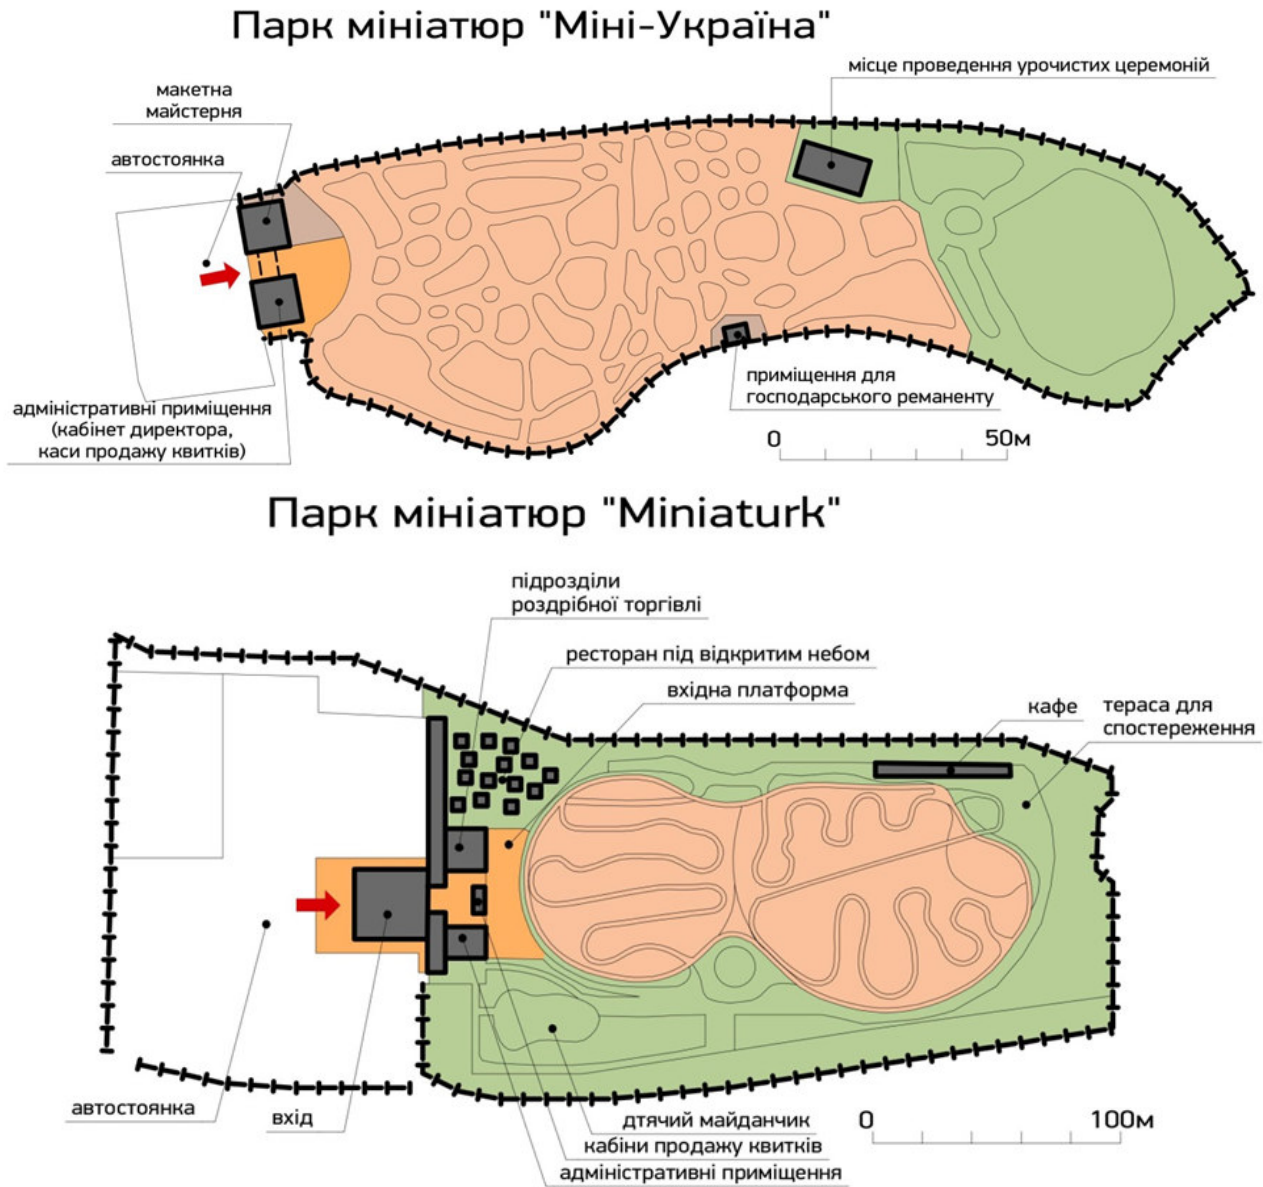 Парк мініатюр "Міні-Україна"
місце проведення урочистих церемоній
макетна
майстерня
автостоянка
адміністративні приміщення
(кабінет директора,
каси продажу квитків)
приміщення для
господарського реманенту
0 50м
Парк мініатюр "Miniaturk"
підрозділи
роздрібної торгівлі
ресторан під відкритим небом
вхідна платформа
кафе
тераса для
спостереження
автостоянка
вхід
дтячий майданчик
кабіни продажу квитків
адміністративні приміщення
0 100м